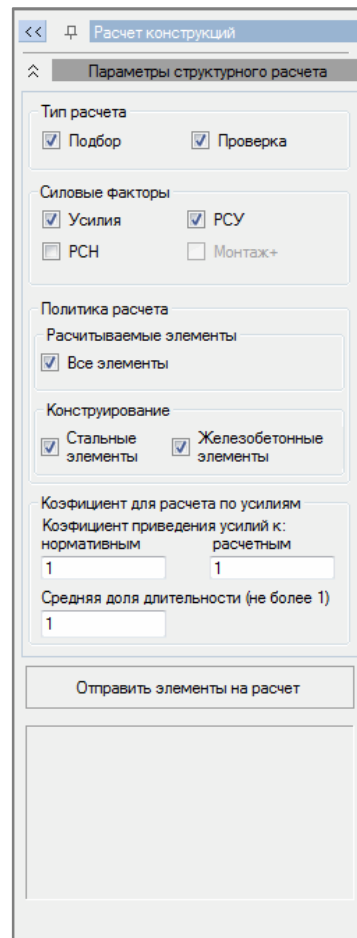 << Расчет конструкций
Параметры структурного расчета
Тип расчета
Подбор Проверка
Силовые факторы
Усилия РСУ
РСН Монтаж+
Политика расчета
Расчитываемые элементы
Все элементы
Конструирование
Стальные элементы
Железобетонные элементы
Коэфициент для расчета по усилиям
Коэфициент приведения усилий к:
нормативным расчетным
1 1
Средняя доля длительности (не более 1)
1
Отправить элементы на расчет